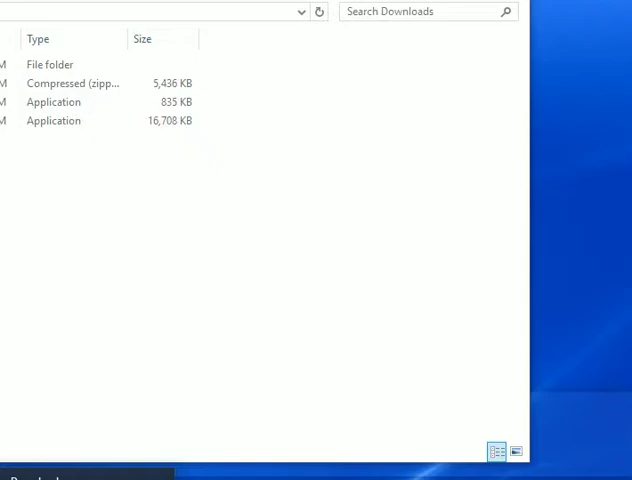 Search Downloads
Type Size
M File folder
M Compressed (zipp... 5,436 KB
M Application 835 KB
M Application 16,708 KB